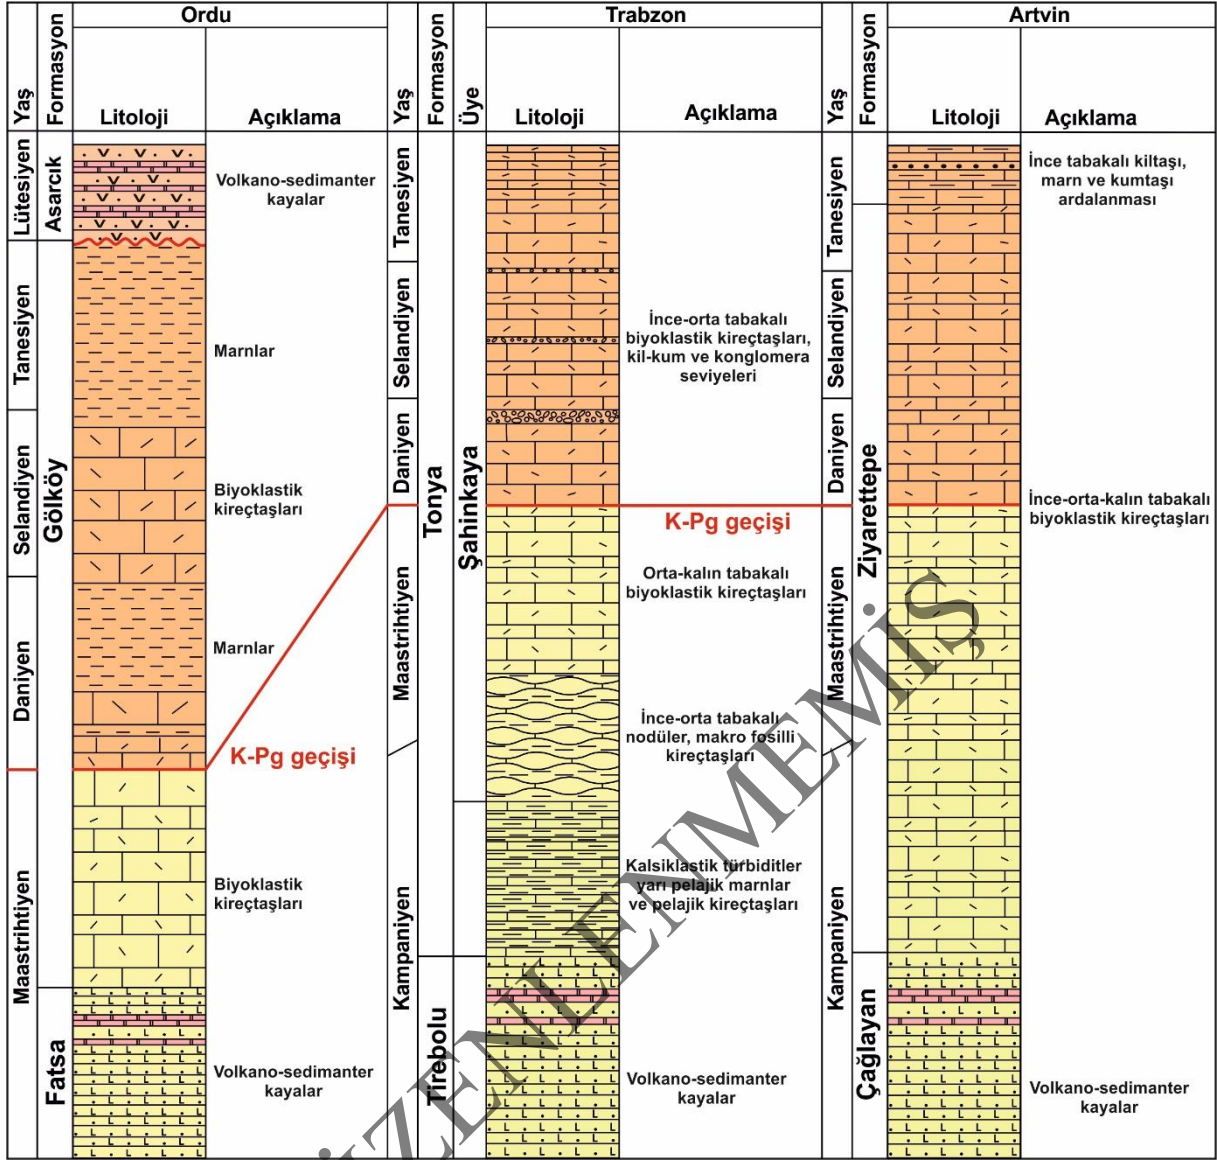 Ordu
Trabzon
Artvin
Yaş
Formasyon
Litoloji
Açıklama
Yaş
Formasyon
Üye
Litoloji
Açıklama
Yaş
Formasyon
Litoloji
Açıklama
Lütesiyen
Tanesiyen
Selandiyen
Daniyen
Maastrihtiyen
Asarcık
Gölköy
Fatsa
Volkano-sedimanter
kayalar
Marnlar
Biyoklastik
kireçtaşları
Marnlar
K-Pg geçişi
Biyoklastik
kireçtaşları
Volkano-sedimanter
kayalar
Tanesiyen
Selandiyen
Daniyen
Maastrihtiyen
Kampaniyen
Tonya
Tirebolu
Şahinkaya
İnce-orta tabakalı
biyoklastik kireçtaşları,
kil-kum ve konglomera
seviyeleri
K-Pg geçişi
Orta-kalın tabakalı
biyoklastik kireçtaşları
İnce-orta tabakalı
nodüler, makro fosilli
kireçtaşları
Kalsiklastik türbiditler
yarı pelajik marnlar
ve pelajik kireçtaşları
Volkano-sedimanter
kayalar
Tanesiyen
Selandiyen
Daniyen
Maastrihtiyen
Kampaniyen
Ziyarettepe
Çağlayan
İnce tabakalı kiltaşı,
marn ve kumtaşı
ardalanması
İnce-orta-kalın tabakalı
biyoklastik kireçtaşları
Volkano-sedimanter
kayalar
İZENLENMEMİŞ